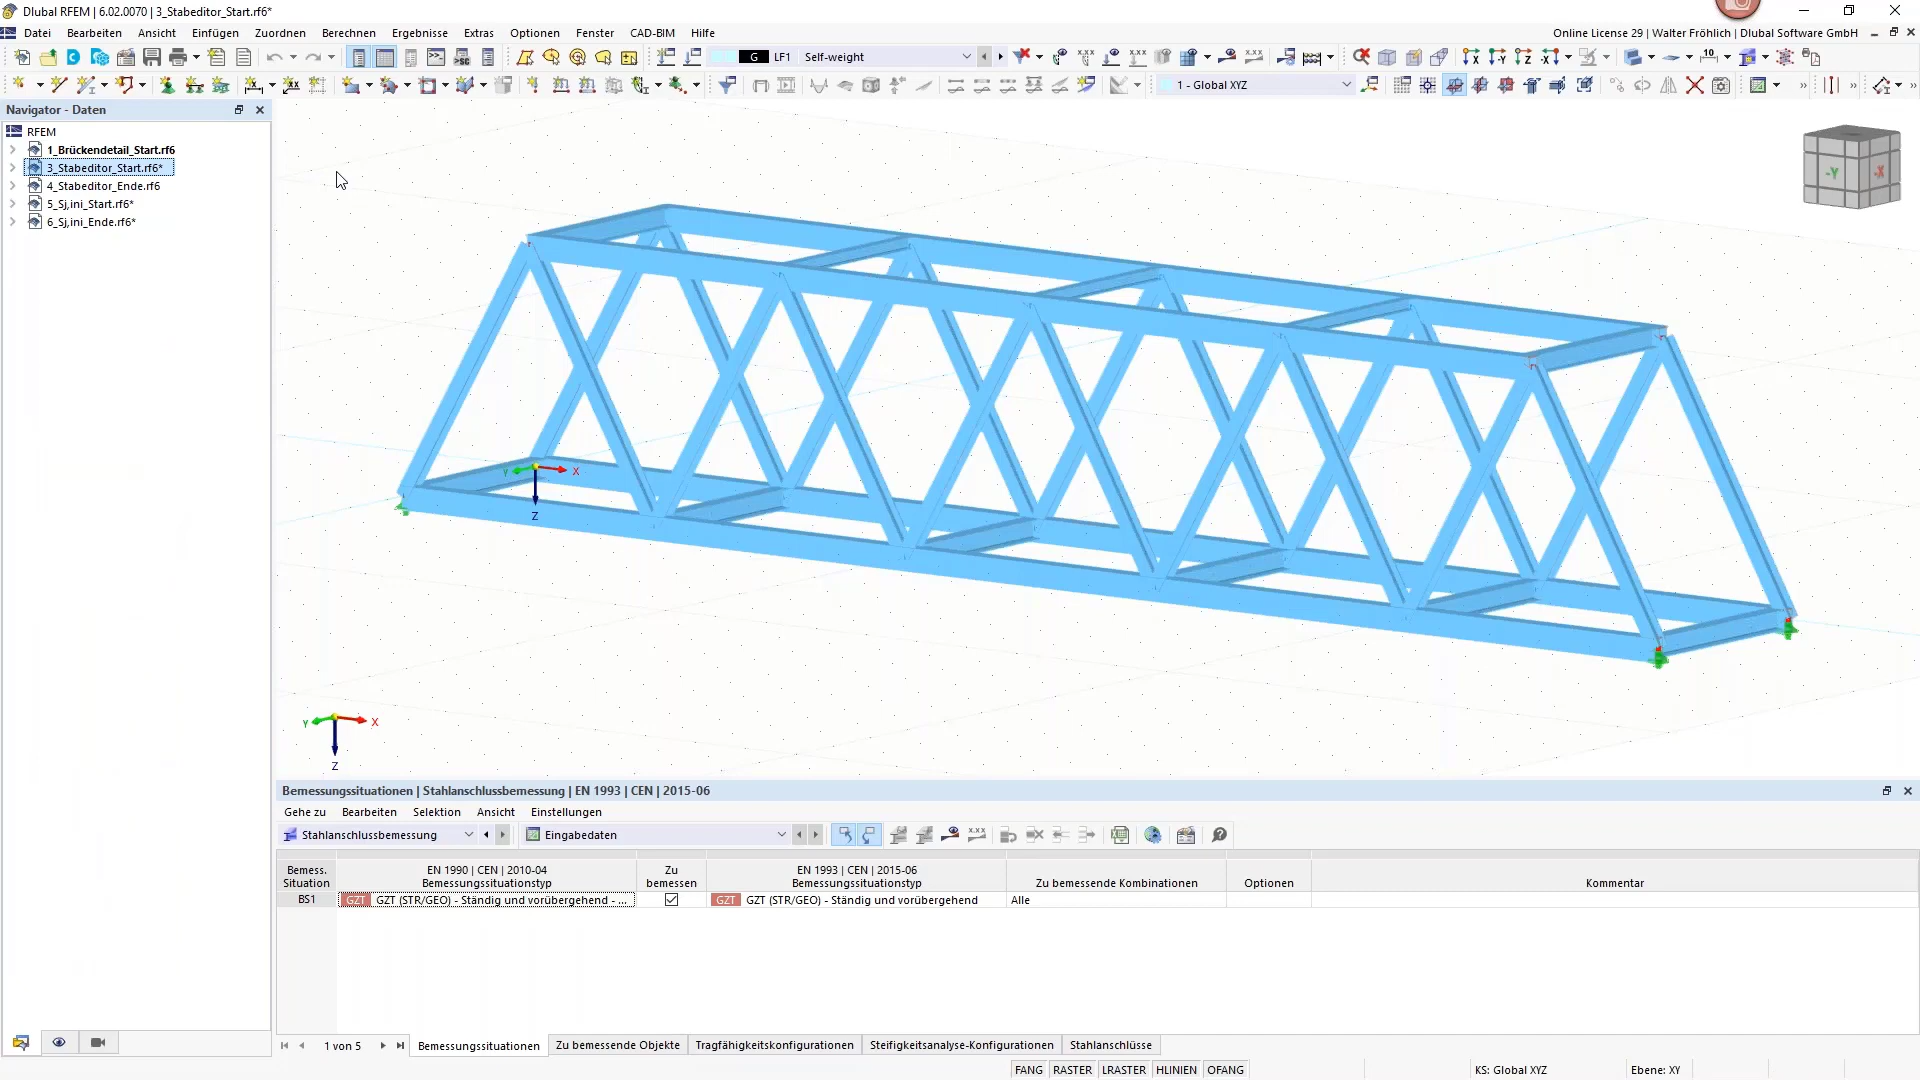 Dlubal RFEM | 6.02.0070 | 3_Stabeditor_Start.rf6*
Datei Bearbeiten Ansicht Einfügen Zuordnen Berechnen Ergebnisse Extras Optionen Fenster CAD-BIM Hilfe
Online License 29 | Walter Fröhlich | Dlubal Software GmbH
G LF1 Self-weight
1 - Global XYZ
Navigator - Daten
RFEM
1_Brückendetail_Start.rf6
3_Stabeditor_Start.rf6*
4_Stabeditor_Ende.rf6
5_Sj,ini_Start.rf6*
6_Sj,ini_Ende.rf6*
-Y -X
Y X
Z
Y X
Z
Bemessungssituationen | Stahlanschlussbemessung | EN 1993 | CEN | 2015-06
Gehe zu Bearbeiten Selektion Ansicht Einstellungen
Stahlanschlussbemessung Eingabedaten
Bemess. Situation
EN 1990 | CEN | 2010-04 Bemessungssituationstyp
Zu bemessen
EN 1993 | CEN | 2015-06 Bemessungssituationstyp
Zu bemessende Kombinationen
Optionen
Kommentar
BS1 GZT GZT (STR/GEO) - Ständig und vorübergehend - ... GZT GZT (STR/GEO) - Ständig und vorübergehend Alle
1 von 5 Bemessungssituationen Zu bemessende Objekte Tragfähigkeitskonfigurationen Steifigkeitsanalyse-Konfigurationen Stahlanschlüsse
FANG RASTER LRASTER HLINIEN OFANG KS: Global XYZ Ebene: XY